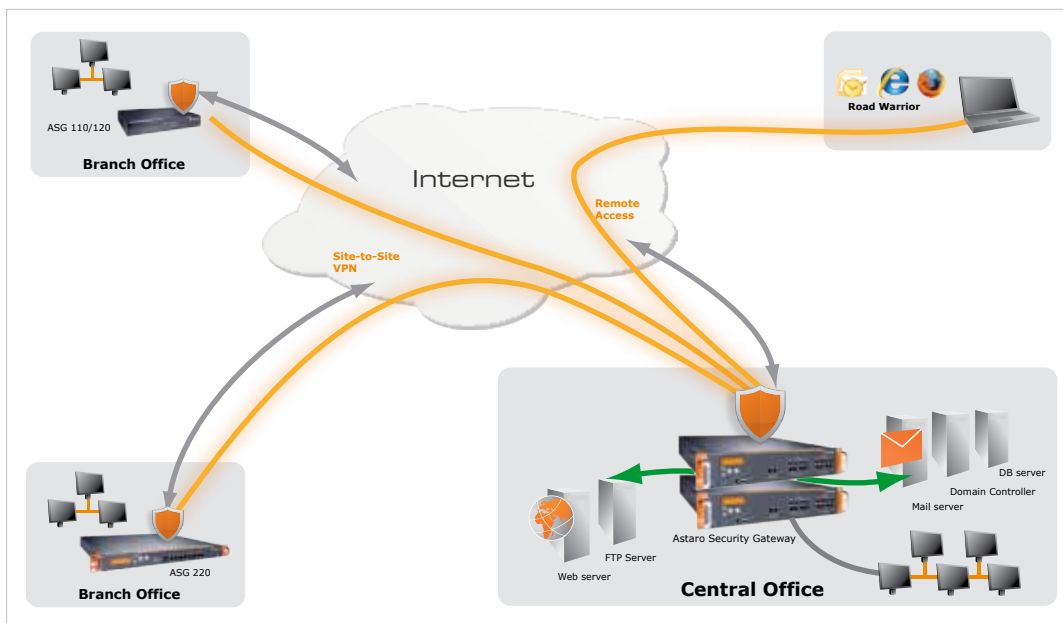 ASG 110/120
Branch Office
Internet
Road Warrior
Remote
Access
Site-to-Site
VPN
DB server
Domain Controller
Mail server
Astaro Security Gateway
FTP Server
Web server
Central Office
ASG 220
Branch Office